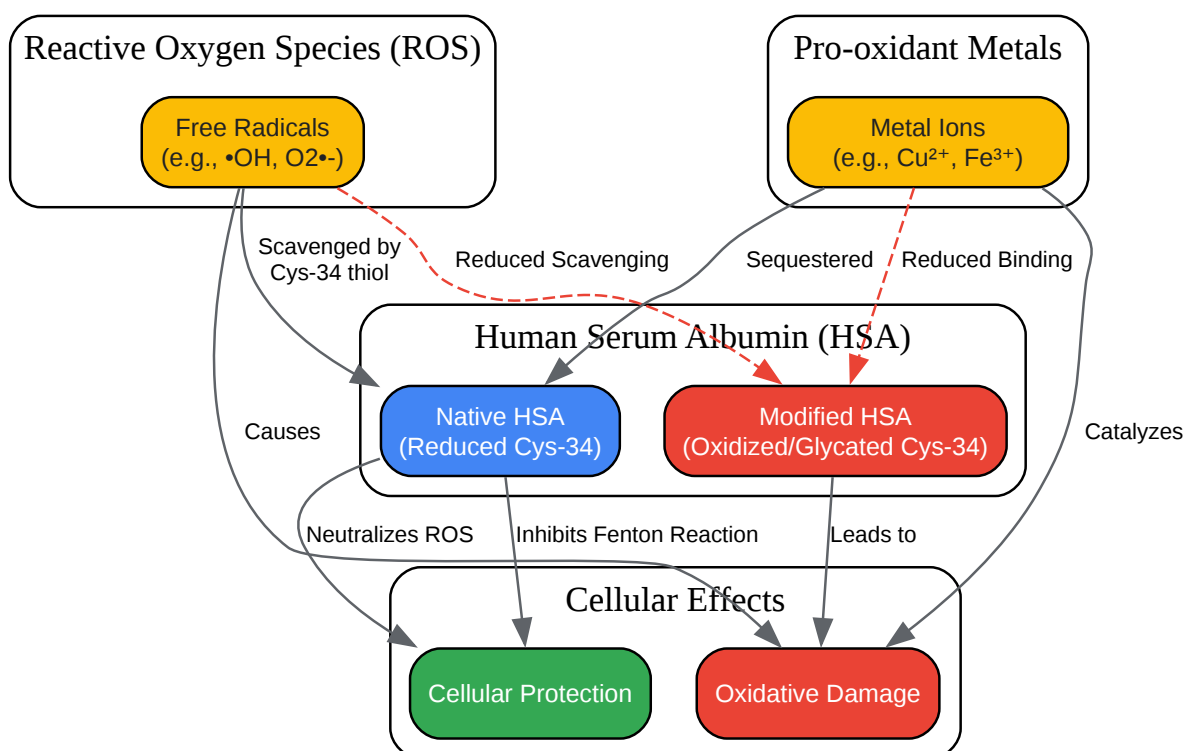 Reactive Oxygen Species (ROS)
Pro-oxidant Metals
Free Radicals
(e.g., •OH, O2•-)
Metal Ions
(e.g., Cu²⁺, Fe³⁺)
Scavenged by
Cys-34 thiol
Reduced Scavenging
Sequestered
Reduced Binding
Human Serum Albumin (HSA)
Native HSA
(Reduced Cys-34)
Modified HSA
(Oxidized/Glycated Cys-34)
Causes
Catalyzes
Neutralizes ROS
Inhibits Fenton Reaction
Leads to
Cellular Effects
Cellular Protection
Oxidative Damage